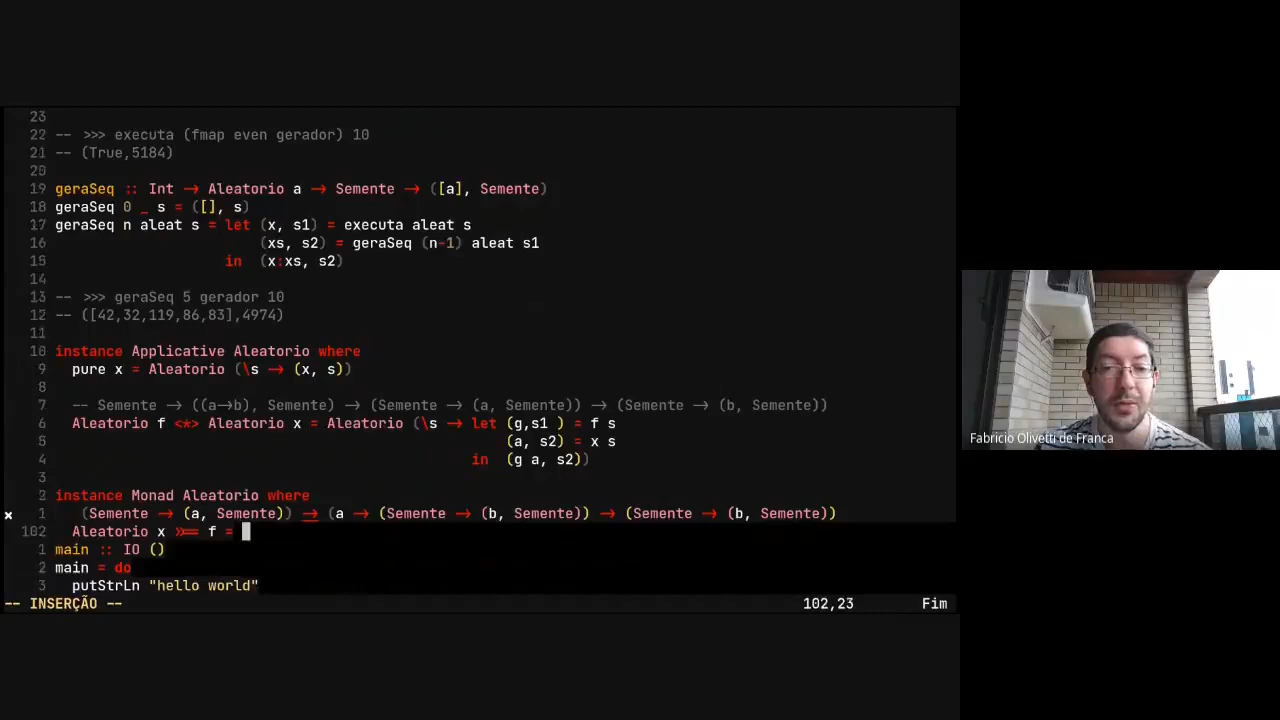 23
22 -- >>> executa (fmap even gerador) 10
21 -- (True,5184)
20
19 geraSeq :: Int → Aleatorio a → Semente → ([a], Semente)
18 geraSeq 0 _ s = ([], s)
17 geraSeq n aleat s = let (x, s1) = executa aleat s
16 (xs, s2) = geraSeq (n-1) aleat s1
15 in (x:xs, s2)
14
13 -- >>> geraSeq 5 gerador 10
12 -- ([42,32,119,86,83],4974)
11
10 instance Applicative Aleatorio where
9 pure x = Aleatorio (\s → (x, s))
8
7 -- Semente → ((a→b), Semente) → (Semente → (a, Semente)) → (Semente → (b, Semente))
6 Aleatorio f <*> Aleatorio x = Aleatorio (\s → let (g,s1 ) = f s
5 (a, s2) = x s
4 in (g a, s2))
3
2 instance Monad Aleatorio where
× 1 (Semente → (a, Semente)) → (a → (Semente → (b, Semente)) → (Semente → (b, Semente))
102 Aleatorio x >>= f =
1 main :: IO ()
2 main = do
3 putStrLn "hello world"
-- INSERÇÃO -- 102,23 Fim
Fabricio Olivetti de Franca